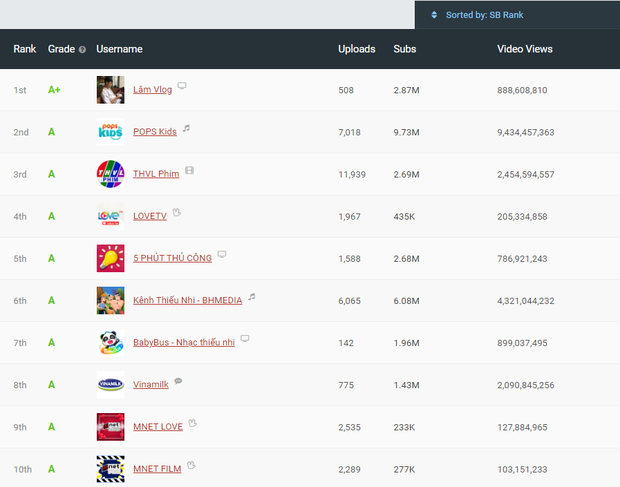 Sorted by: SB Rank
Rank Grade Username Uploads Subs Video Views
1st A+ Lâm Vlog 508 2.87M 888,608,810
2nd A POPS Kids 7,018 9.73M 9,434,457,363
3rd A THVL Phim 11,939 2.69M 2,454,594,557
4th A LOVETV 1,967 435K 205,334,858
5th A 5 PHÚT THỦ CÔNG 1,588 2.68M 786,921,243
6th A Kênh Thiếu Nhi - BHMEDIA 6,065 6.08M 4,321,044,232
7th A BabyBus - Nhạc thiếu nhi 142 1.96M 899,037,495
8th A Vinamilk 775 1.43M 2,090,845,256
9th A MNET LOVE 2,535 233K 127,884,965
10th A MNET FILM 2,289 277K 103,151,233